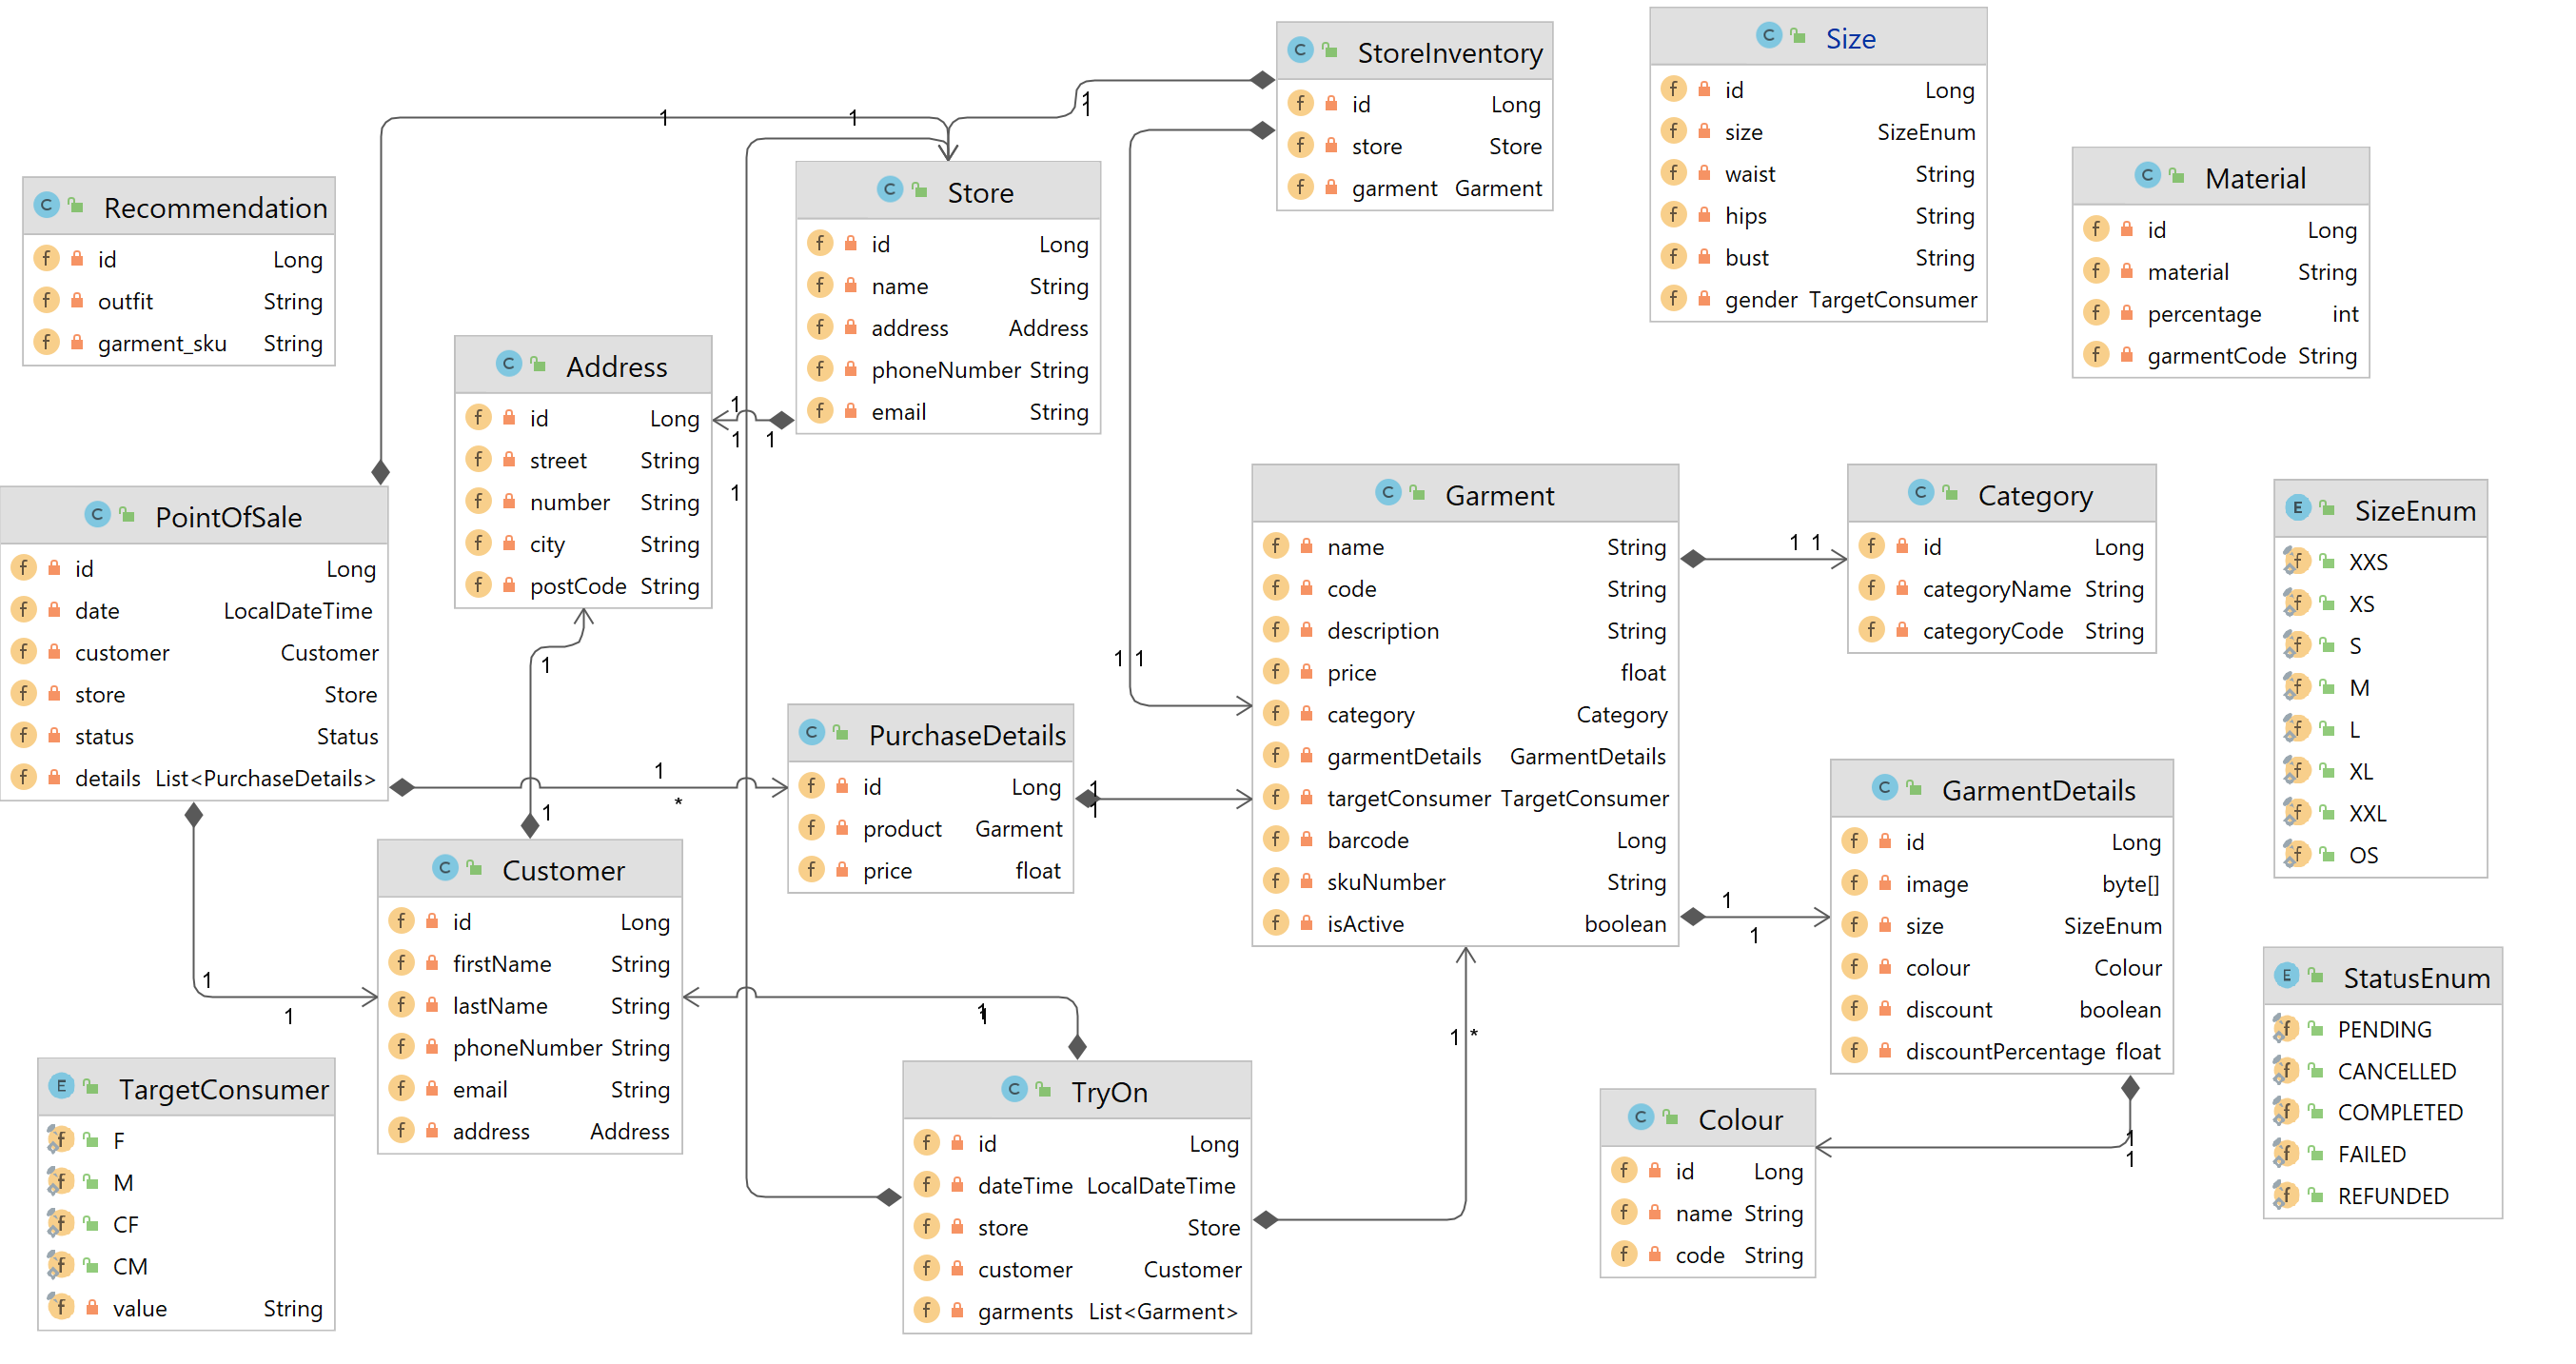 StoreInventory
id Long
store Store
garment Garment
Size
id Long
size SizeEnum
waist String
hips String
bust String
gender TargetConsumer
Material
id Long
material String
percentage int
garmentCode String
Recommendation
id Long
outfit String
garment_sku String
Store
id Long
name String
address Address
phoneNumber String
email String
Address
id Long
street String
number String
city String
postCode String
PointOfSale
id Long
date LocalDateTime
customer Customer
store Store
status Status
details List<PurchaseDetails>
Garment
name String
code String
description String
price float
category Category
garmentDetails GarmentDetails
targetConsumer TargetConsumer
barcode Long
skuNumber String
isActive boolean
Category
id Long
categoryName String
categoryCode String
SizeEnum
XXS
XS
S
M
L
XL
XXL
OS
PurchaseDetails
id Long
product Garment
price float
GarmentDetails
id Long
image byte[]
size SizeEnum
colour Colour
discount boolean
discountPercentage float
Customer
id Long
firstName String
lastName String
phoneNumber String
email String
address Address
StatusEnum
PENDING
CANCELLED
COMPLETED
FAILED
REFUNDED
TargetConsumer
F
M
CF
CM
value String
TryOn
id Long
dateTime LocalDateTime
store Store
customer Customer
garments List<Garment>
Colour
id Long
name String
code String
1 1
1
1
1
1 1
1
1 1
1 1
1
1
1
*
1
1
1
1
1
1
1
1
1
1 *
1
1